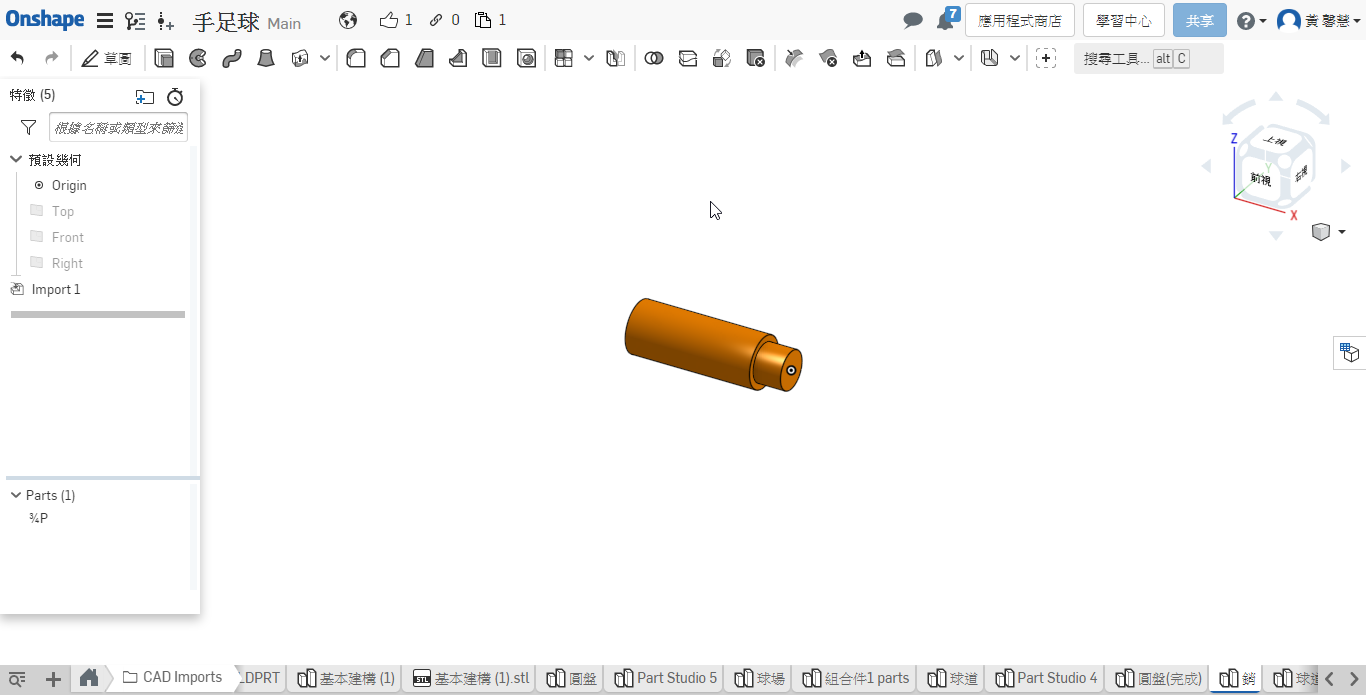 Onshape 手足球 Main 1 0 1 7 應用程式商店 學習中心 共享 黃 馨慧
草圖 搜尋工具... alt C
特徵 (5)
根據名稱或類型來篩選
預設幾何
Origin
Top
Front
Right
Import 1
Parts (1)
¾P
Z
上視
Y
前視
右視
X
CAD Imports .DPRT 基本建構 (1) STL 基本建構 (1).stl 圓盤 Part Studio 5 球場 組合件1 parts 球道 Part Studio 4 圓盤(完成) 銷 球道